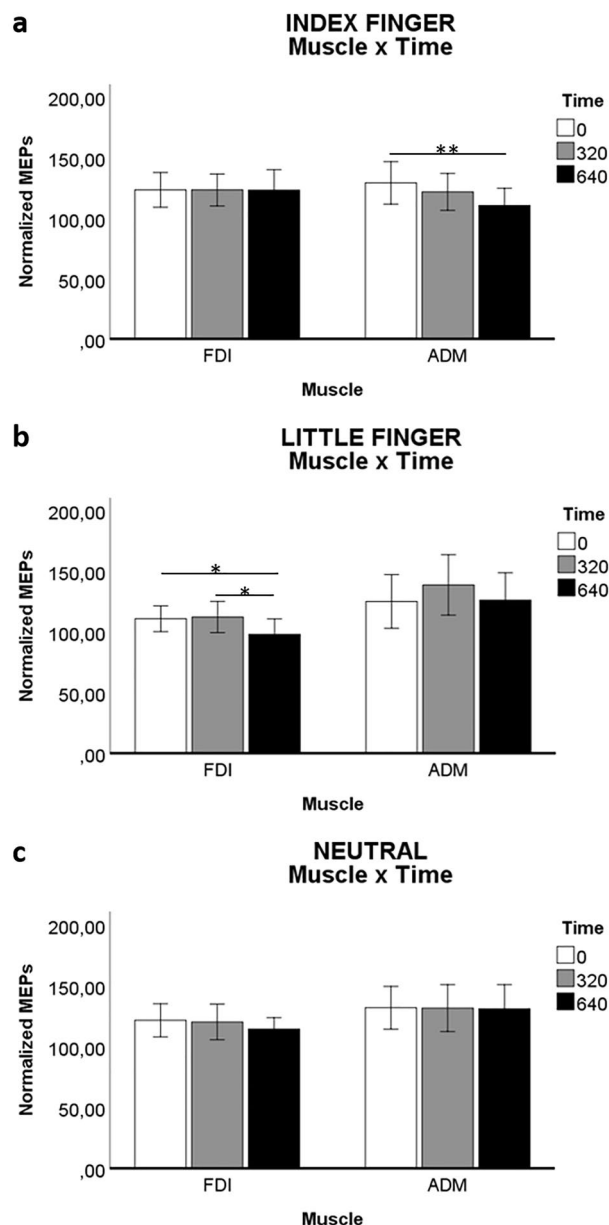 a
INDEX FINGER
Muscle x Time
Normalized MEPs
200,00
150,00
100,00
50,00
,00
**
FDI
ADM
Muscle
Time
0
320
640
b
LITTLE FINGER
Muscle x Time
Normalized MEPs
200,00
150,00
100,00
50,00
,00
*
*
FDI
ADM
Muscle
Time
0
320
640
c
NEUTRAL
Muscle x Time
Normalized MEPs
200,00
150,00
100,00
50,00
,00
FDI
ADM
Muscle
Time
0
320
640